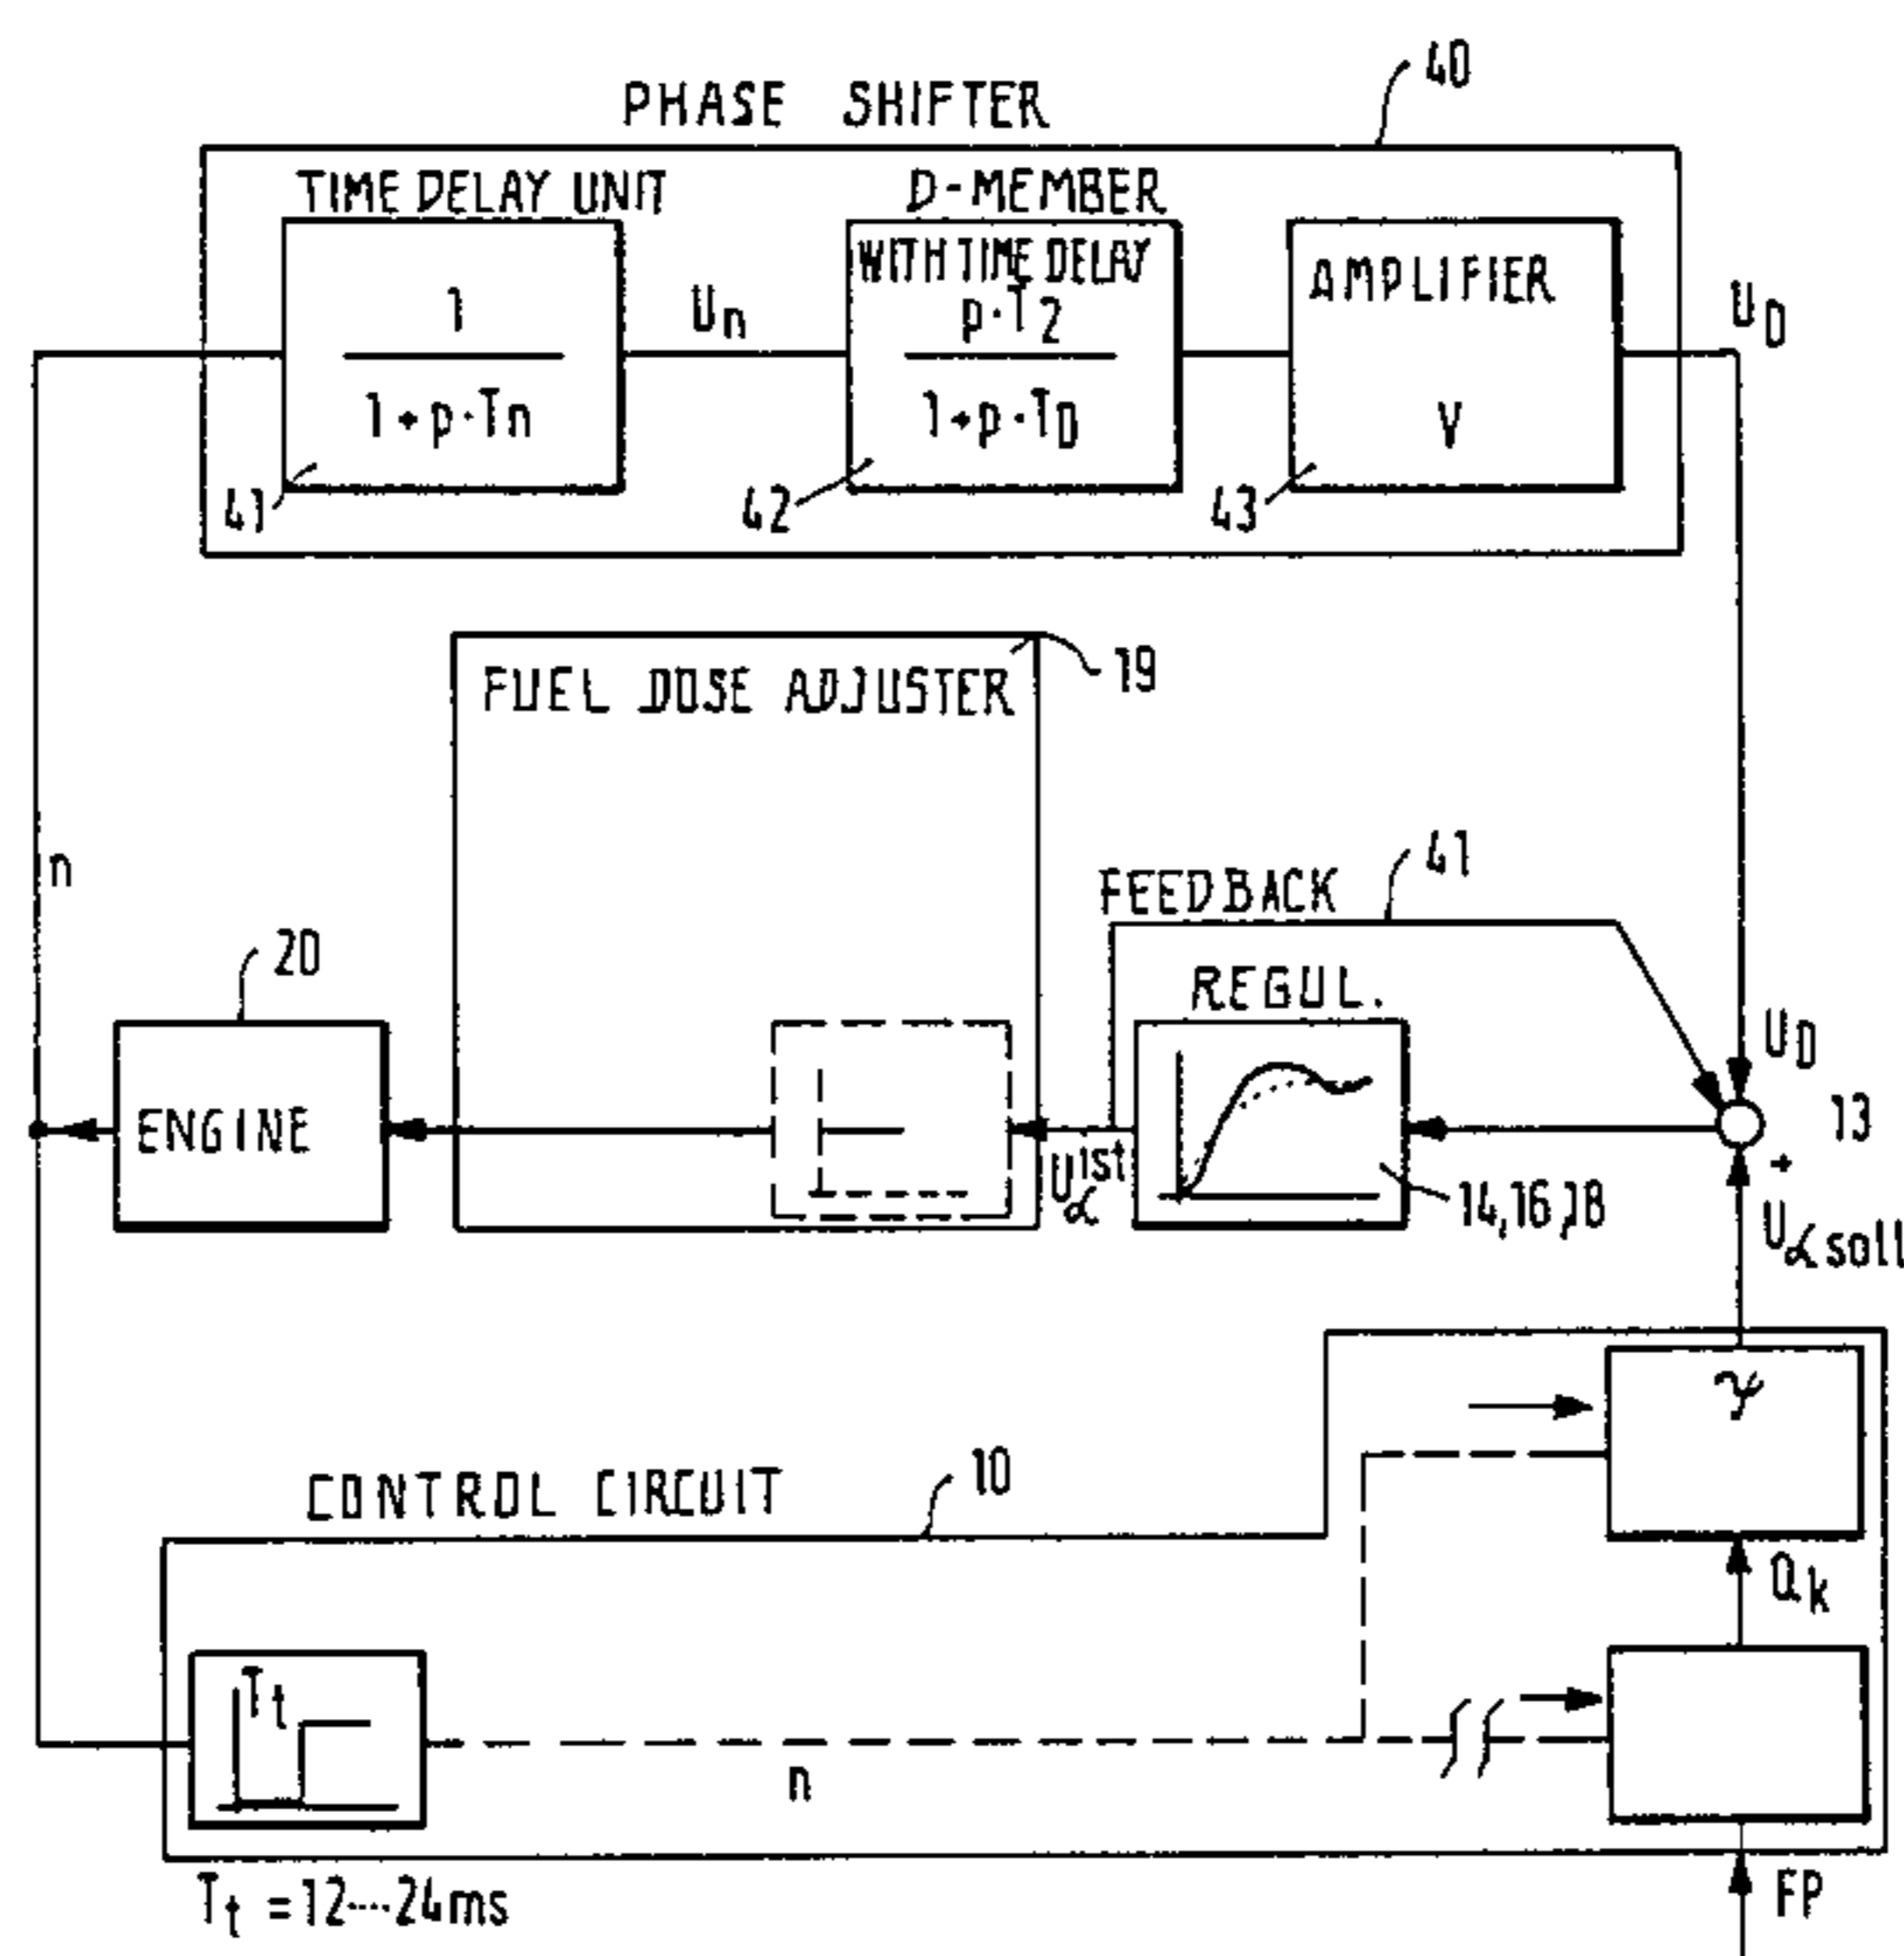 40
PHASE SHIFTER
TIME DELAY UNIT
D-MEMBER
WITH TIME DELAY
AMPLIFIER
1
1+p·Tn
Un
p·T2
1+p·TD
V
UD
41
42
43
FUEL DOSE ADJUSTER
19
n
41
FEEDBACK
20
REGUL.
UD
ENGINE
13
+
Uαist
14,16,18
Uαsoll
CONTROL CIRCUIT
10
Qk
Tt
n
Tt =12····24ms
FP